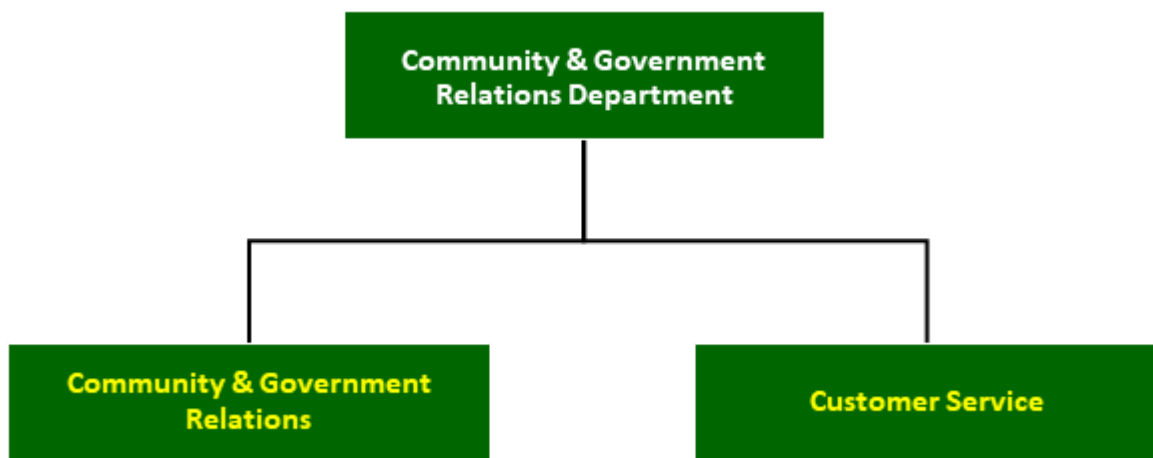 Community & Government
Relations Department
Community & Government
Relations
Customer Service